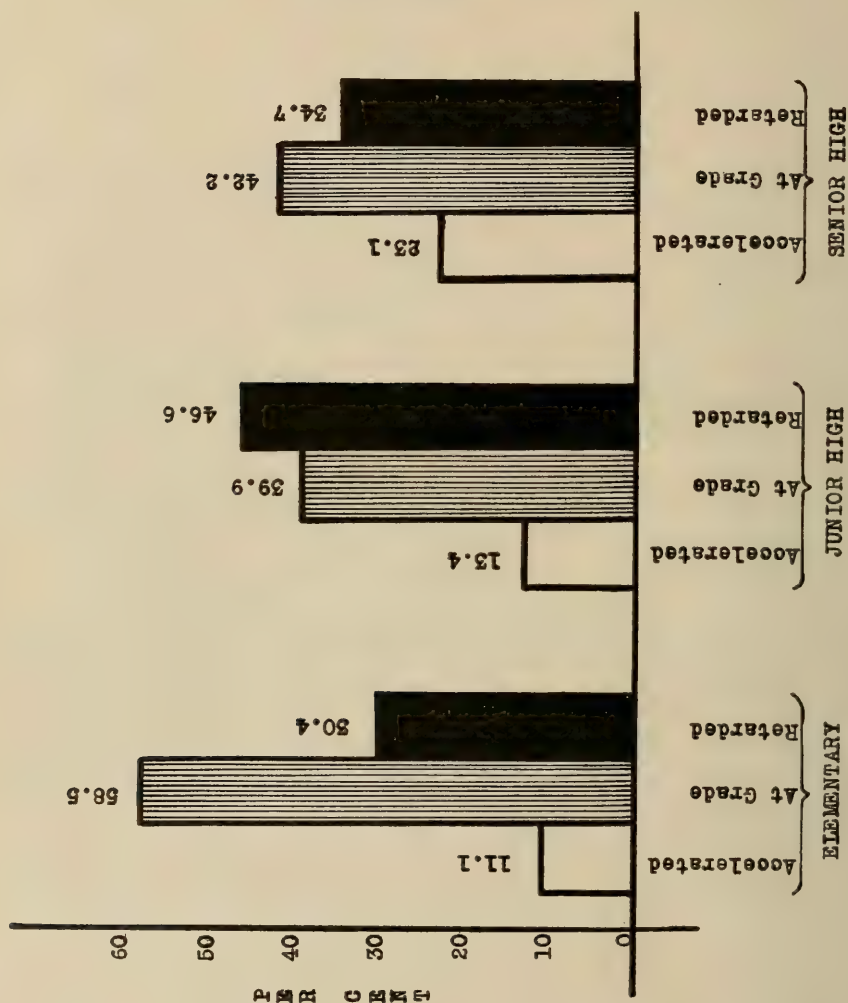 PER CENT
60
50
40
30
20
10
0
11.1
58.5
30.4
13.4
39.9
46.6
23.1
42.2
34.7
Accelerated
At Grade
Retarded
Accelerated
At Grade
Retarded
Accelerated
At Grade
Retarded
ELEMENTARY
JUNIOR HIGH
SENIOR HIGH